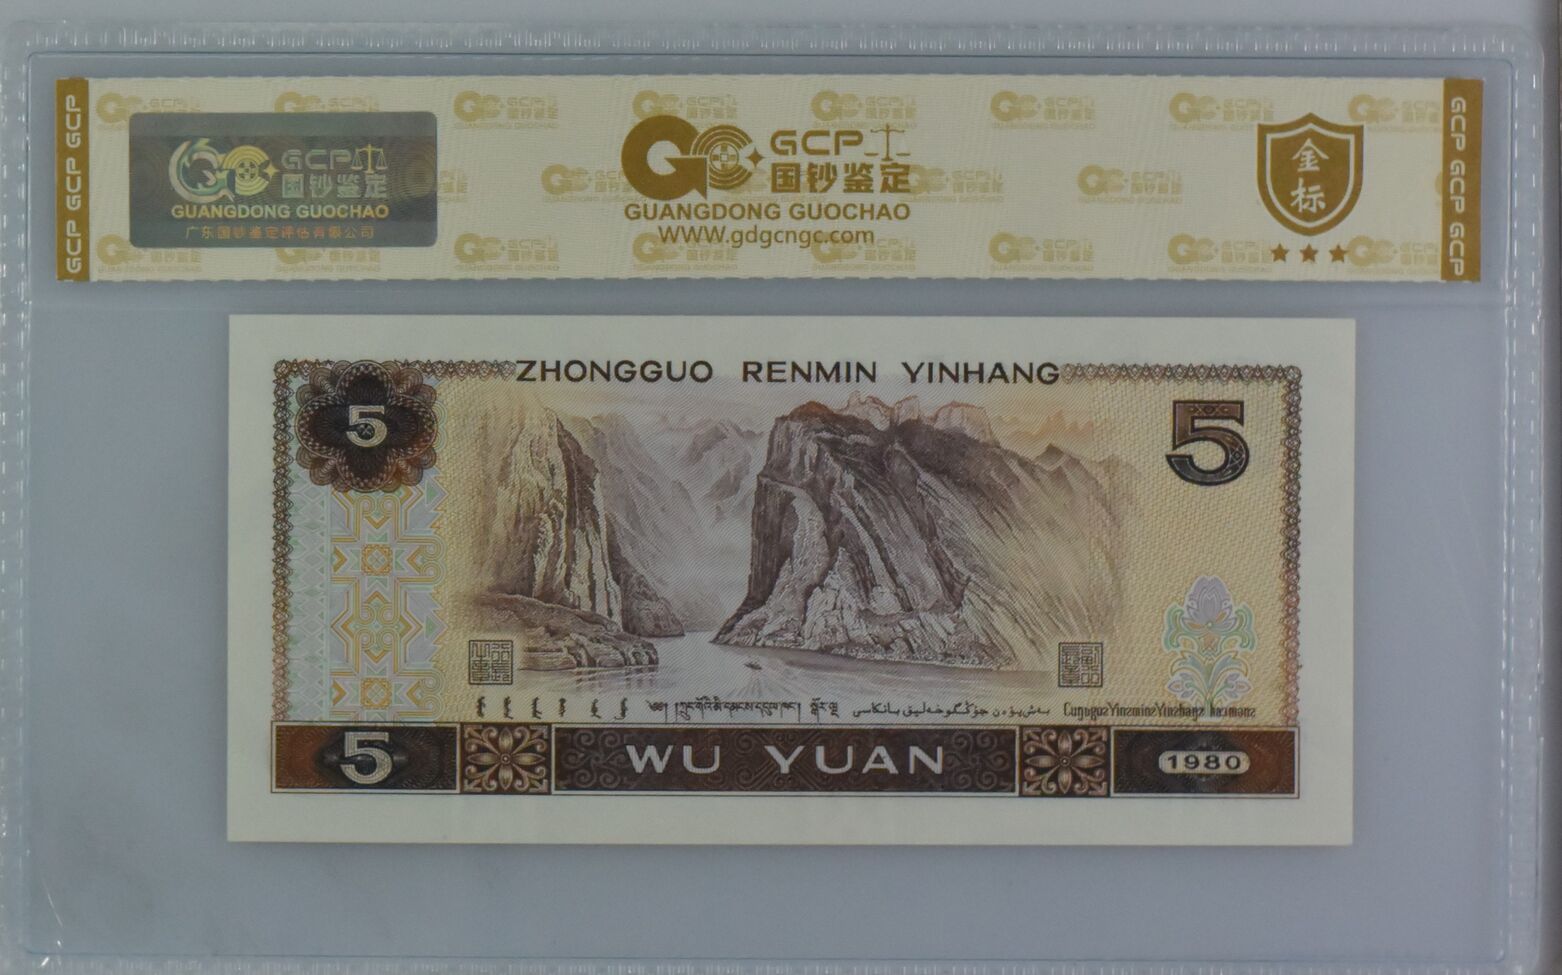 GCP GCP GCP
GCP
国钞鉴定
GUANGDONG GUOCHAO
广东国钞鉴定评估有限公司
GCP
国钞鉴定
GUANGDONG GUOCHAO
WWW.gdgcngc.com
金标
GCP GCP GCP
ZHONGGUO RENMIN YINHANG
5
5
5
WU YUAN
1980